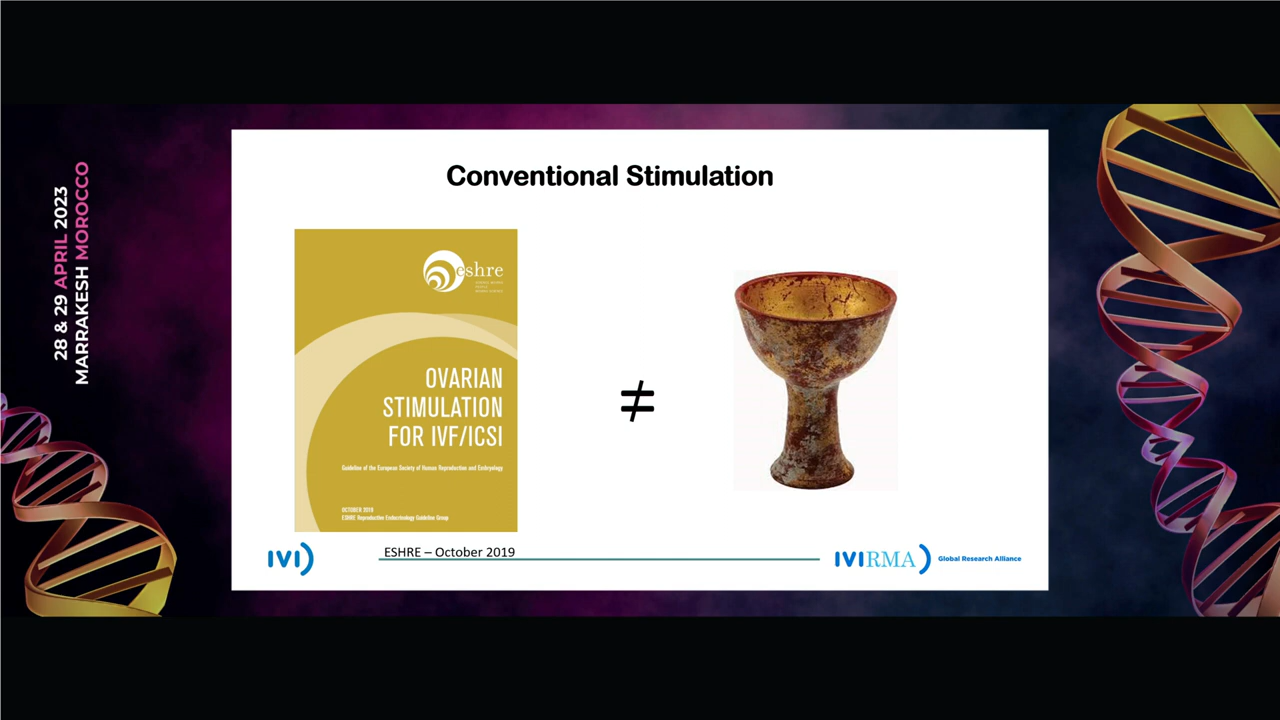 28 & 29 APRIL 2023
MARRAKESH MOROCCO
Conventional Stimulation
eshre
OVARIAN
STIMULATION
FOR IVF/ICSI
Guideline of the European Society of Human Reproduction and Embryology
OCTOBER 2019
ESHRE Reproductive Endocrinology Guideline Group
≠
ESHRE – October 2019
IVI
IVIRMA Global Research Alliance